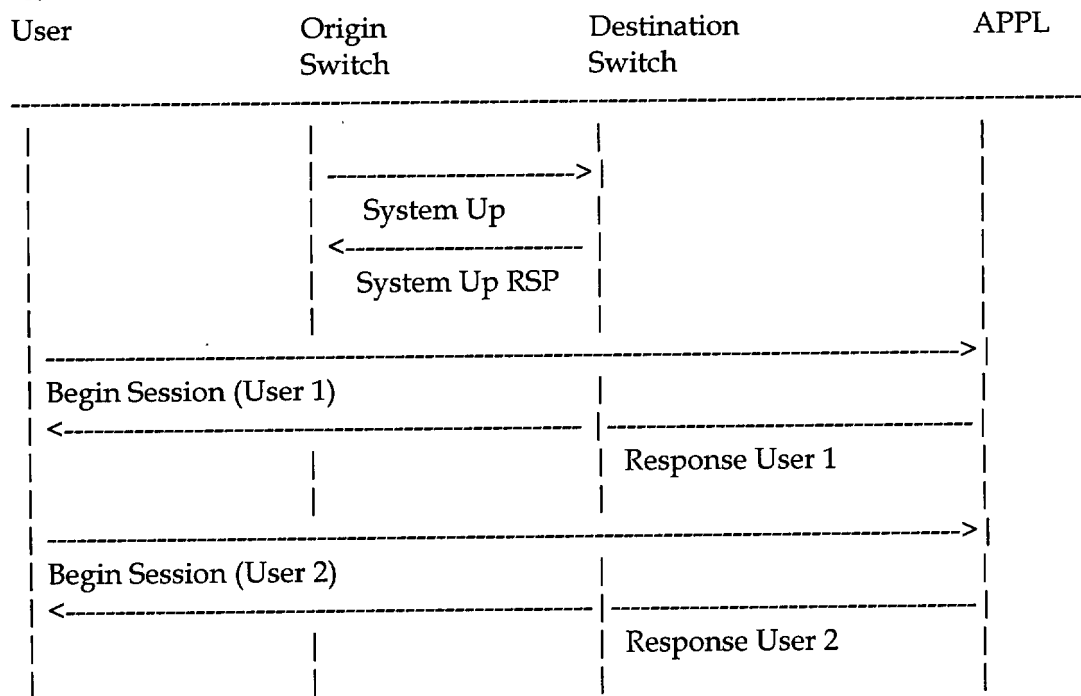 User Origin Switch Destination Switch APPL
System Up
System Up RSP
Begin Session (User 1)
Response User 1
Begin Session (User 2)
Response User 2